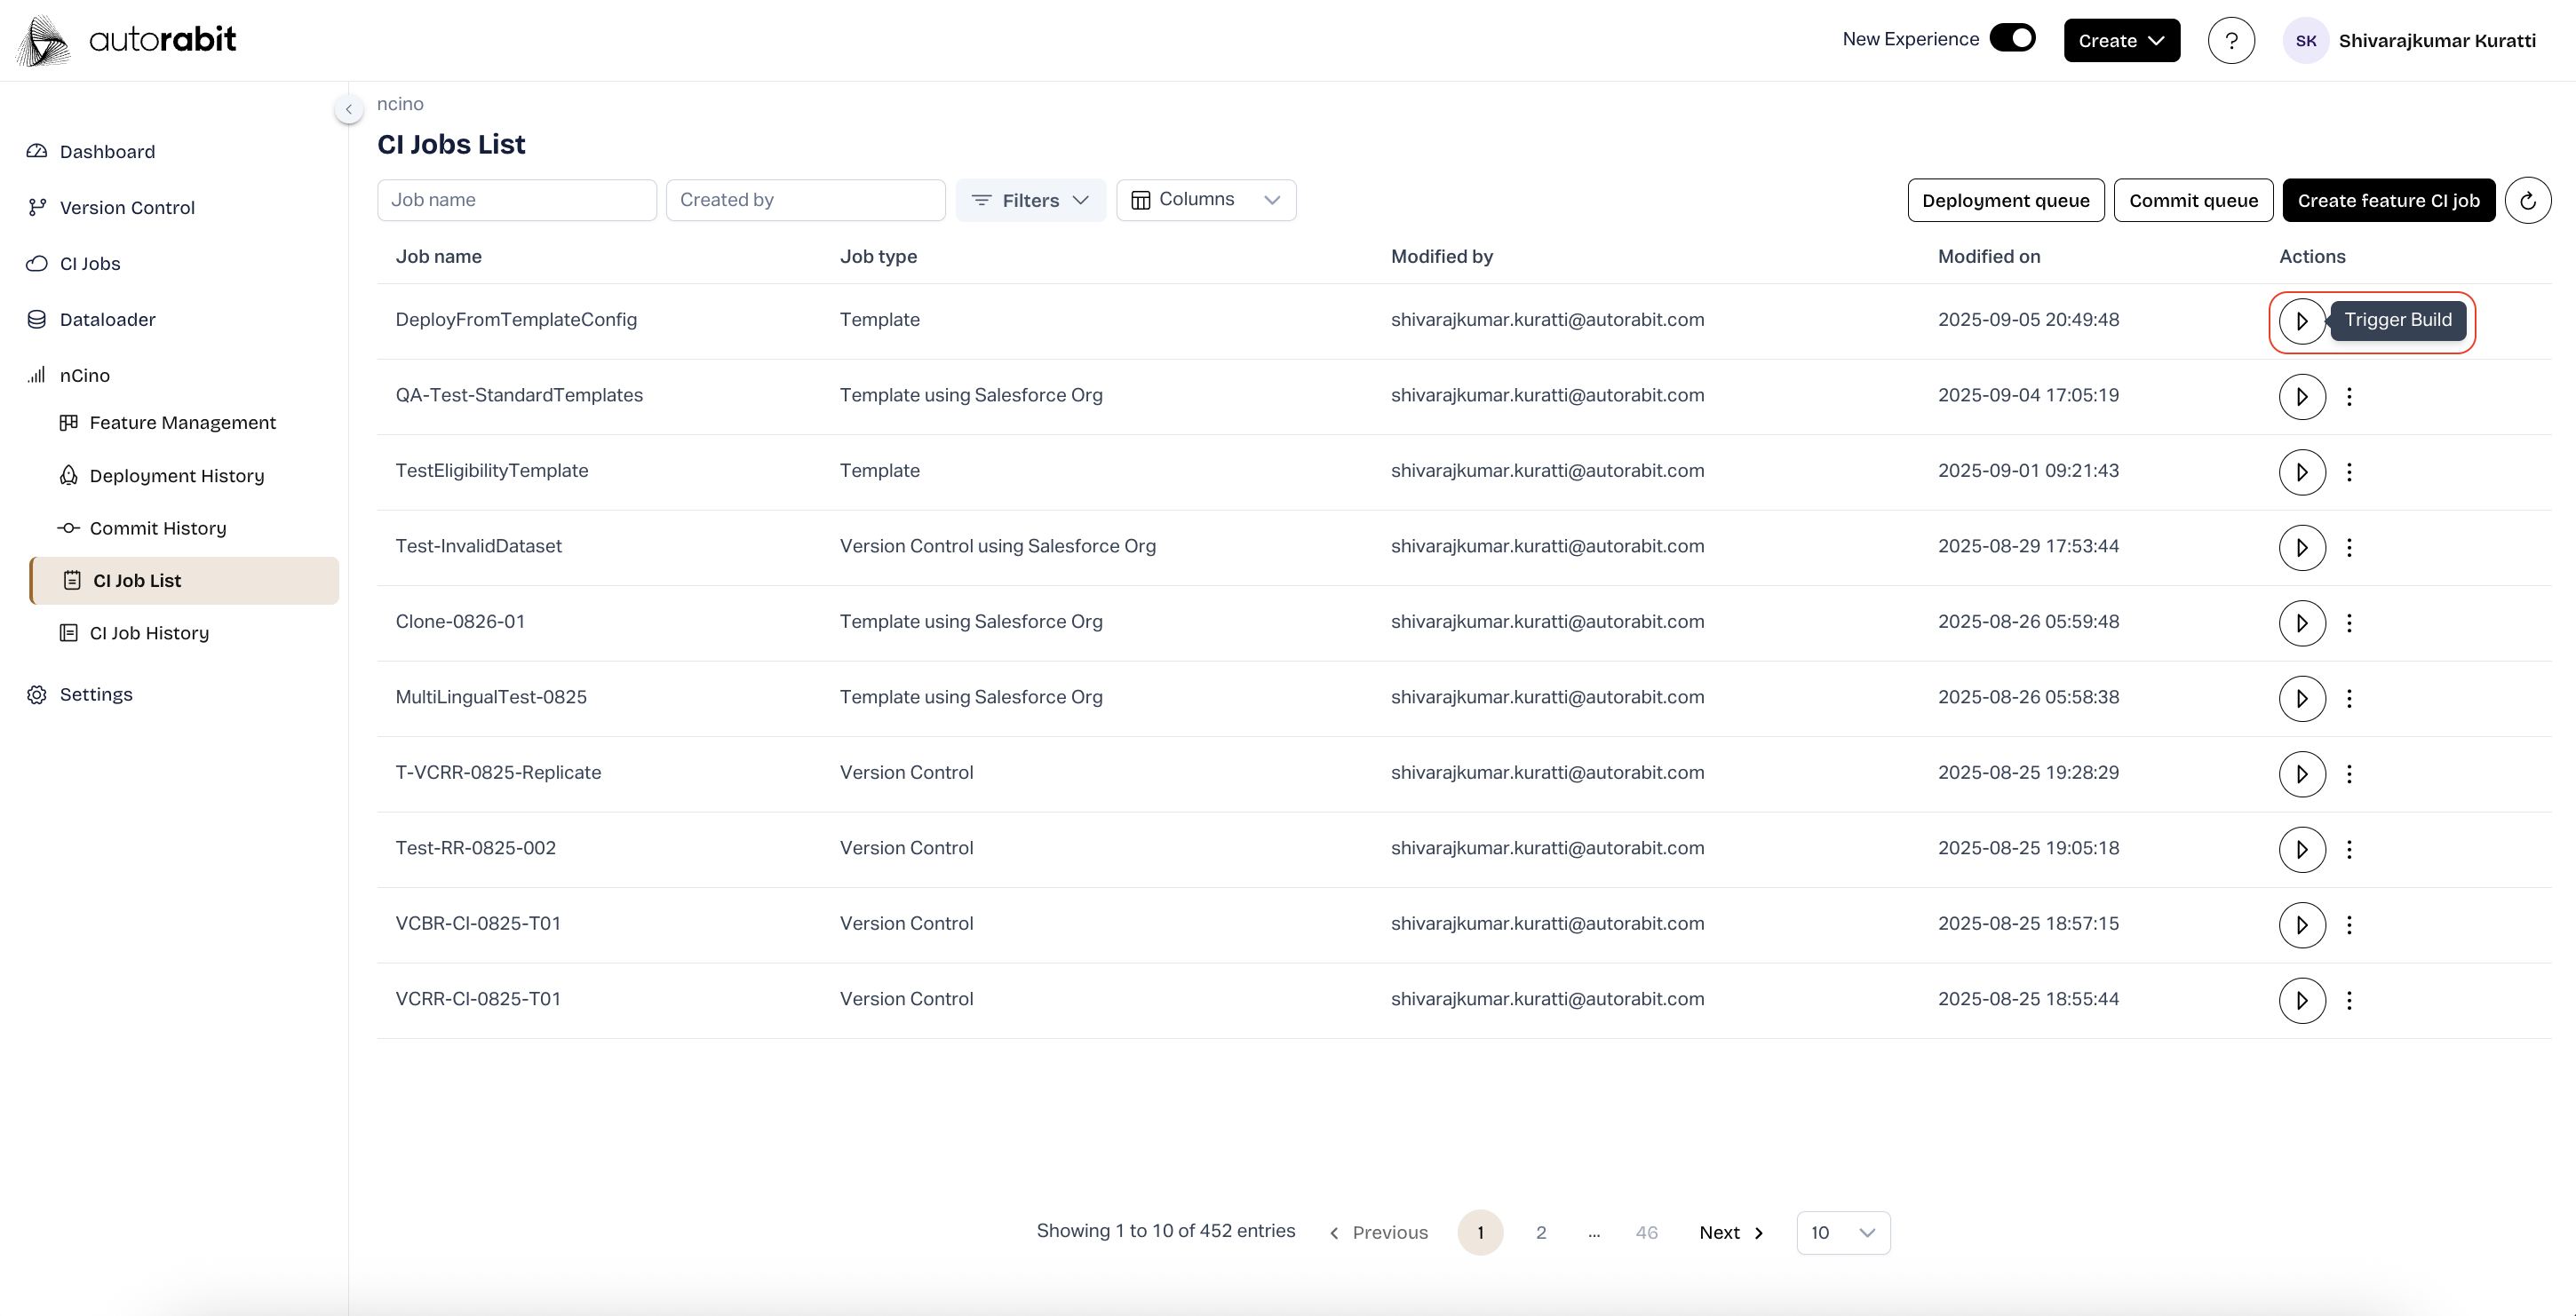 autorabit
New Experience Create ? SK Shivarajkumar Kuratti
Dashboard
Version Control
CI Jobs
Dataloader
nCino
Feature Management
Deployment History
Commit History
CI Job List
CI Job History
Settings
ncino
CI Jobs List
Job name Created by Filters Columns Deployment queue Commit queue Create feature CI job
Job name Job type Modified by Modified on Actions
DeployFromTemplateConfig Template shivarajkumar.kuratti@autorabit.com 2025-09-05 20:49:48 Trigger Build
QA-Test-StandardTemplates Template using Salesforce Org shivarajkumar.kuratti@autorabit.com 2025-09-04 17:05:19
TestEligibilityTemplate Template shivarajkumar.kuratti@autorabit.com 2025-09-01 09:21:43
Test-InvalidDataset Version Control using Salesforce Org shivarajkumar.kuratti@autorabit.com 2025-08-29 17:53:44
Clone-0826-01 Template using Salesforce Org shivarajkumar.kuratti@autorabit.com 2025-08-26 05:59:48
MultiLingualTest-0825 Template using Salesforce Org shivarajkumar.kuratti@autorabit.com 2025-08-26 05:58:38
T-VCRR-0825-Replicate Version Control shivarajkumar.kuratti@autorabit.com 2025-08-25 19:28:29
Test-RR-0825-002 Version Control shivarajkumar.kuratti@autorabit.com 2025-08-25 19:05:18
VCBR-CI-0825-T01 Version Control shivarajkumar.kuratti@autorabit.com 2025-08-25 18:57:15
VCRR-CI-0825-T01 Version Control shivarajkumar.kuratti@autorabit.com 2025-08-25 18:55:44
Showing 1 to 10 of 452 entries Previous 1 2 ... 46 Next 10